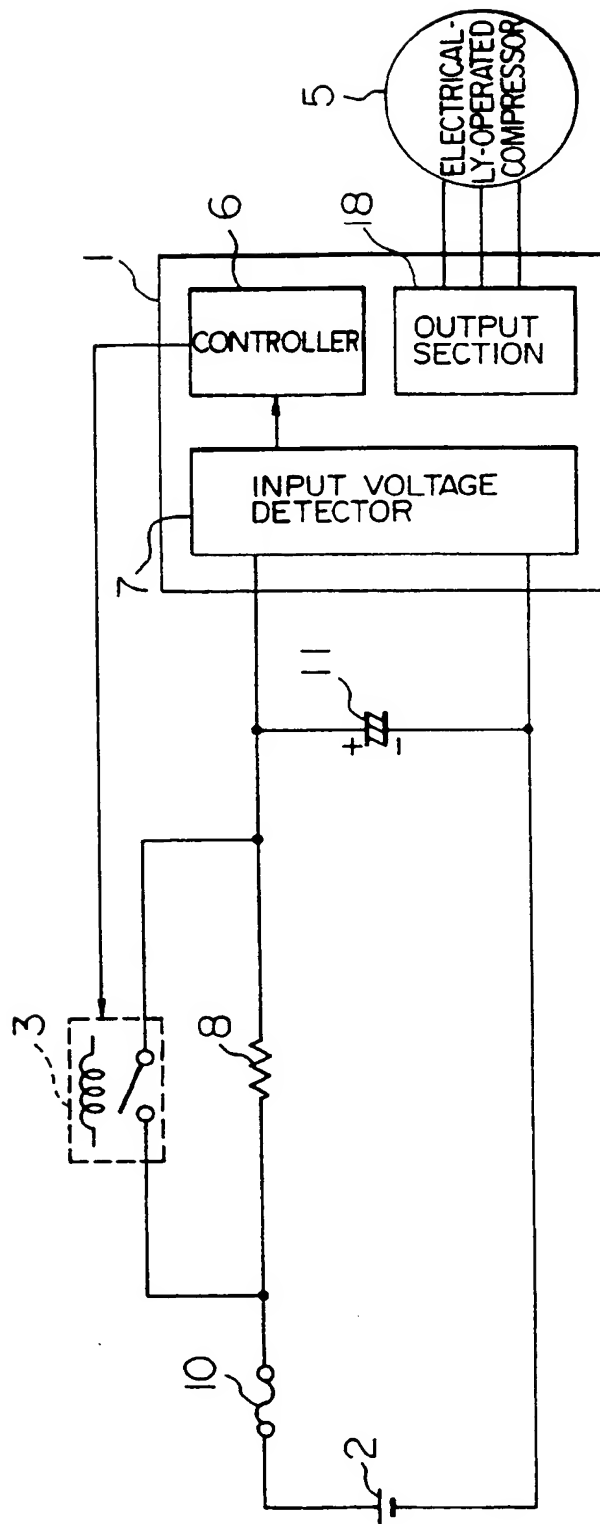 1
3
6
CONTROLLER
5
ELECTRICAL-
LY-OPERATED
COMPRESSOR
18
OUTPUT
SECTION
7
INPUT VOLTAGE
DETECTOR
8
10
11
+
-
2